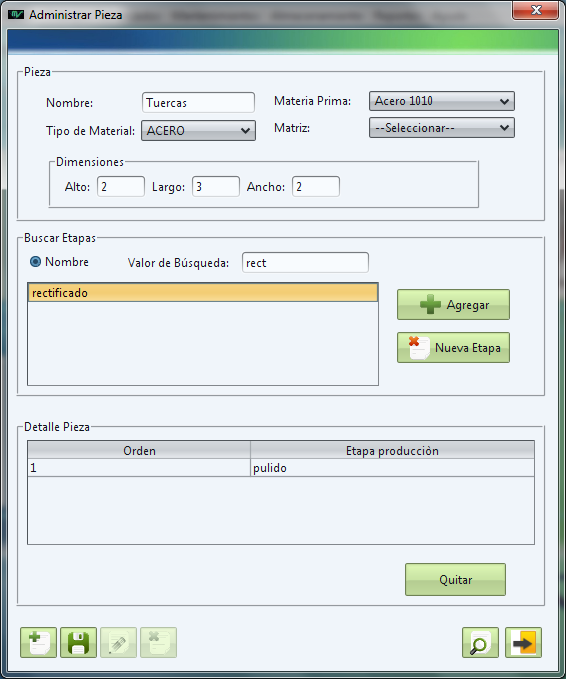 Administrar Pieza
Pieza
Nombre: Tuercas Materia Prima: Acero 1010
Tipo de Material: ACERO Matriz: --Seleccionar--
Dimensiones
Alto: 2 Largo: 3 Ancho: 2
Buscar Etapas
Nombre Valor de Búsqueda: rect
rectificado
Agregar
Nueva Etapa
Detalle Pieza
Orden Etapa producciòn
1 pulido
Quitar